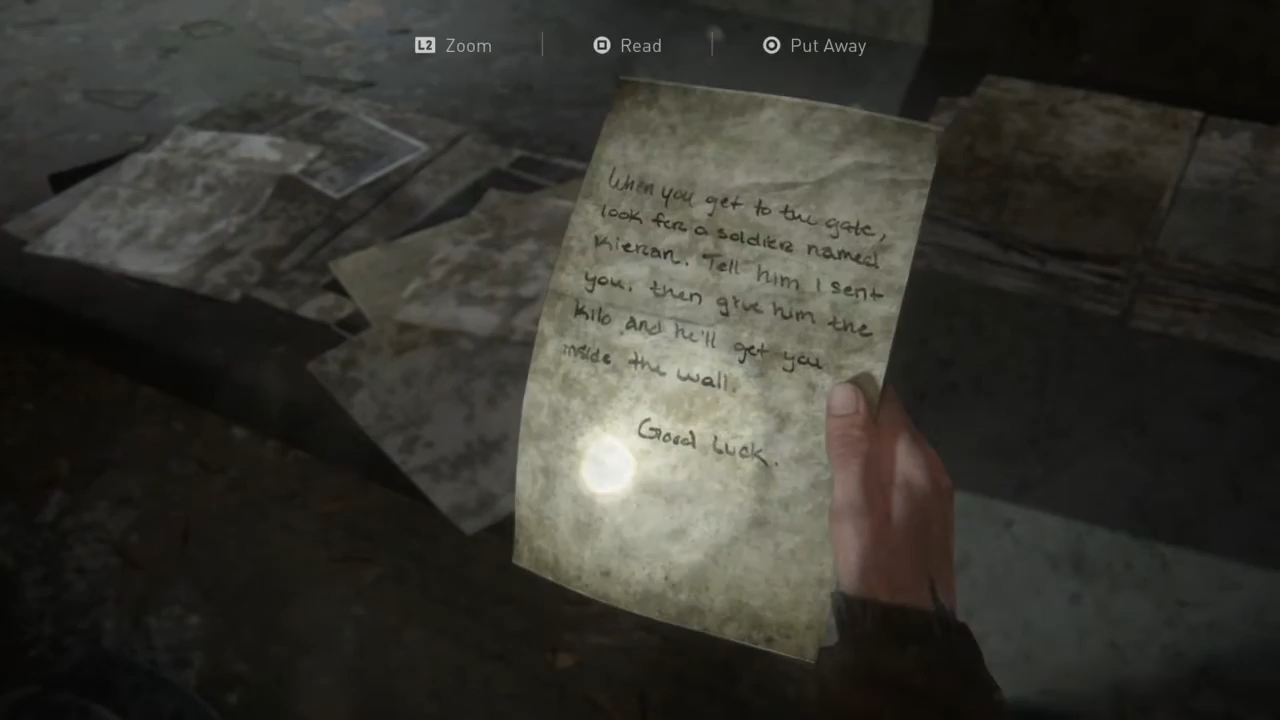 L2 Zoom | Read | Put Away
When you get to the gate,
look for a soldier named
Kieran. Tell him I sent
you, then give him the
kilo and he'll get you
inside the wall.
Good Luck.